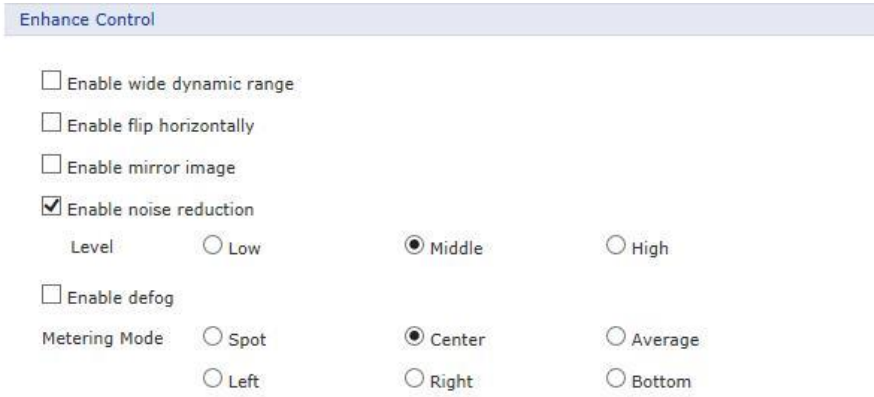 Enhance Control
Enable wide dynamic range
Enable flip horizontally
Enable mirror image
Enable noise reduction
Level Low Middle High
Enable defog
Metering Mode Spot Center Average
Left Right Bottom